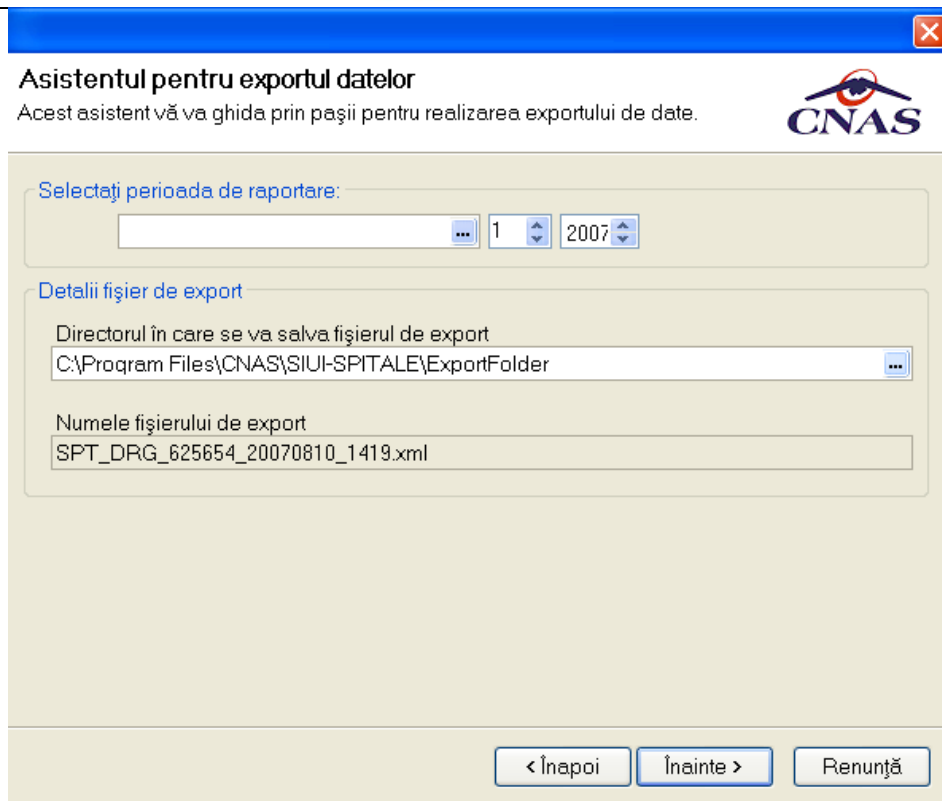 Asistentul pentru exportul datelor
Acest asistent vă va ghida prin paşii pentru realizarea exportului de date.
CNAS
Selectaţi perioada de raportare:
... 1 2007
Detalii fişier de export
Directorul în care se va salva fişierul de export
C:\Program Files\CNAS\SIUI-SPITALE\ExportFolder ...
Numele fişierului de export
SPT_DRG_625654_20070810_1419.xml
< Înapoi Înainte > Renunţă